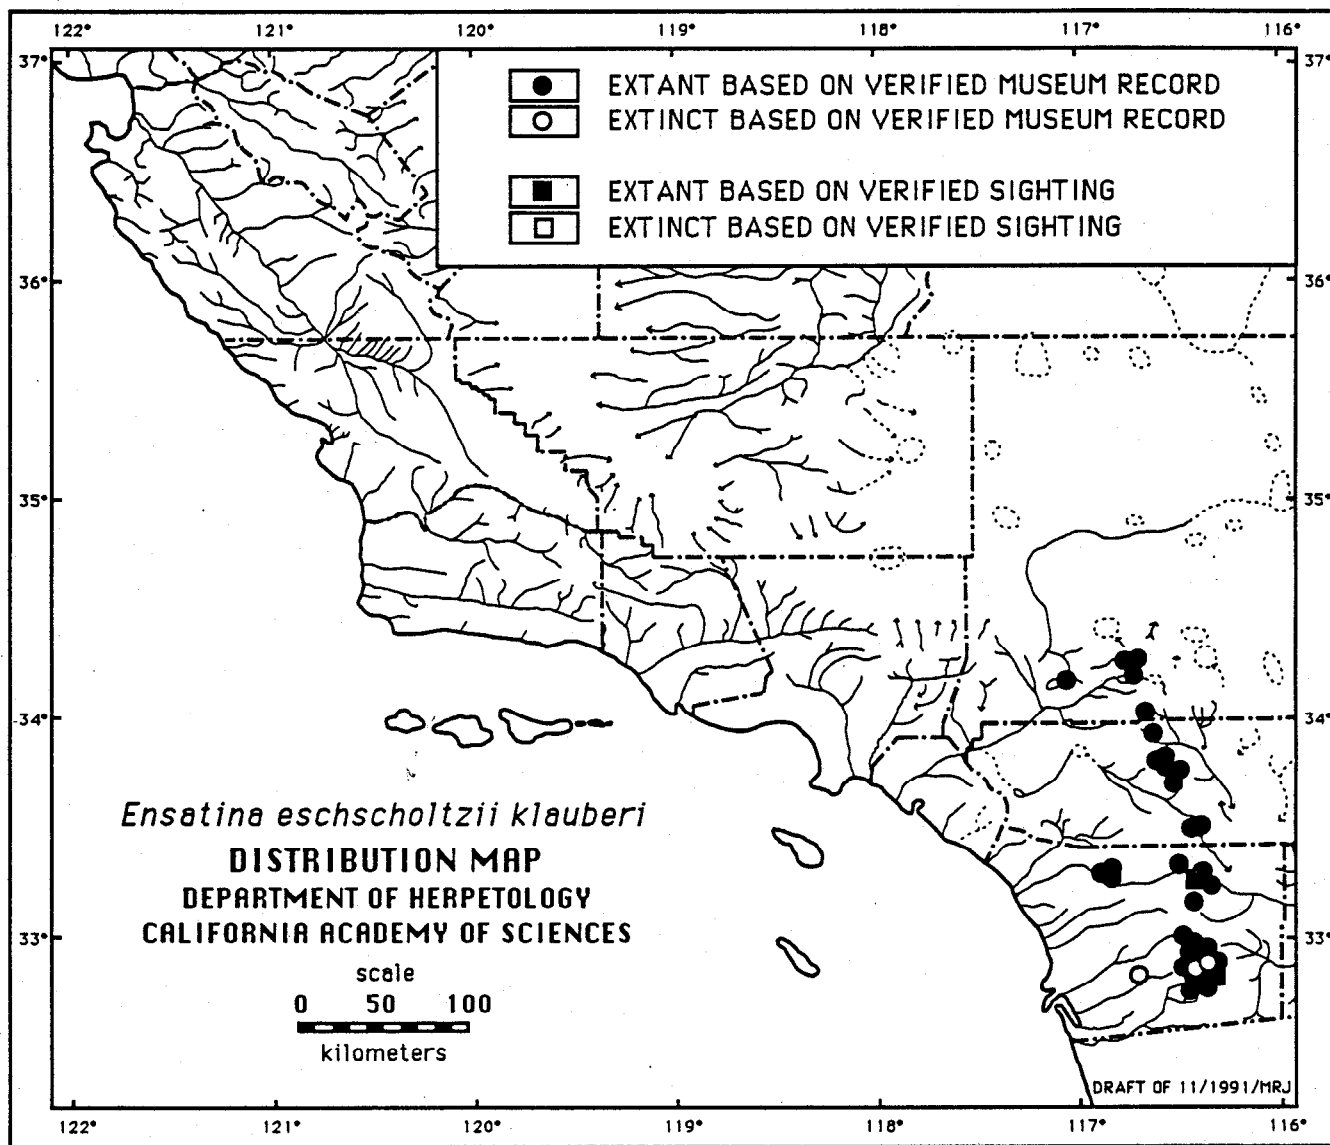 122° 121° 120° 119° 118° 117° 116°
37° 37°
EXTANT BASED ON VERIFIED MUSEUM RECORD
EXTINCT BASED ON VERIFIED MUSEUM RECORD
EXTANT BASED ON VERIFIED SIGHTING
EXTINCT BASED ON VERIFIED SIGHTING
36° 36°
35° 35°
34° 34°
Ensatina eschscholtzii klauberi
DISTRIBUTION MAP
DEPARTMENT OF HERPETOLOGY
CALIFORNIA ACADEMY OF SCIENCES
33° 33°
scale
0 50 100
kilometers
DRAFT OF 11/1991/MRJ
122° 121° 120° 119° 118° 117° 116°